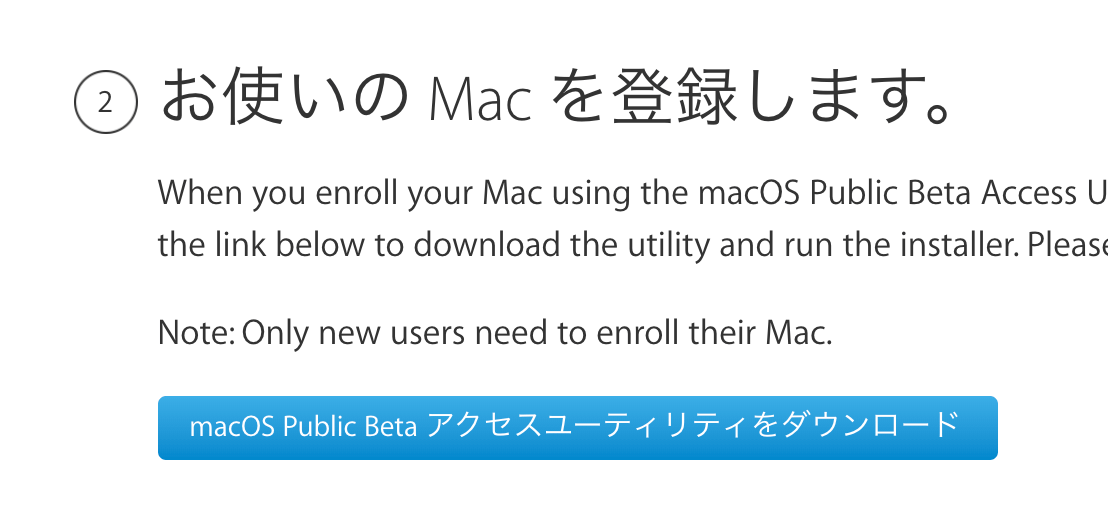 2
お使いの Mac を登録します。
When you enroll your Mac using the macOS Public Beta Access
the link below to download the utility and run the installer.
Note: Only new users need to enroll their Mac.
macOS Public Beta アクセスユーティリティをダウンロード